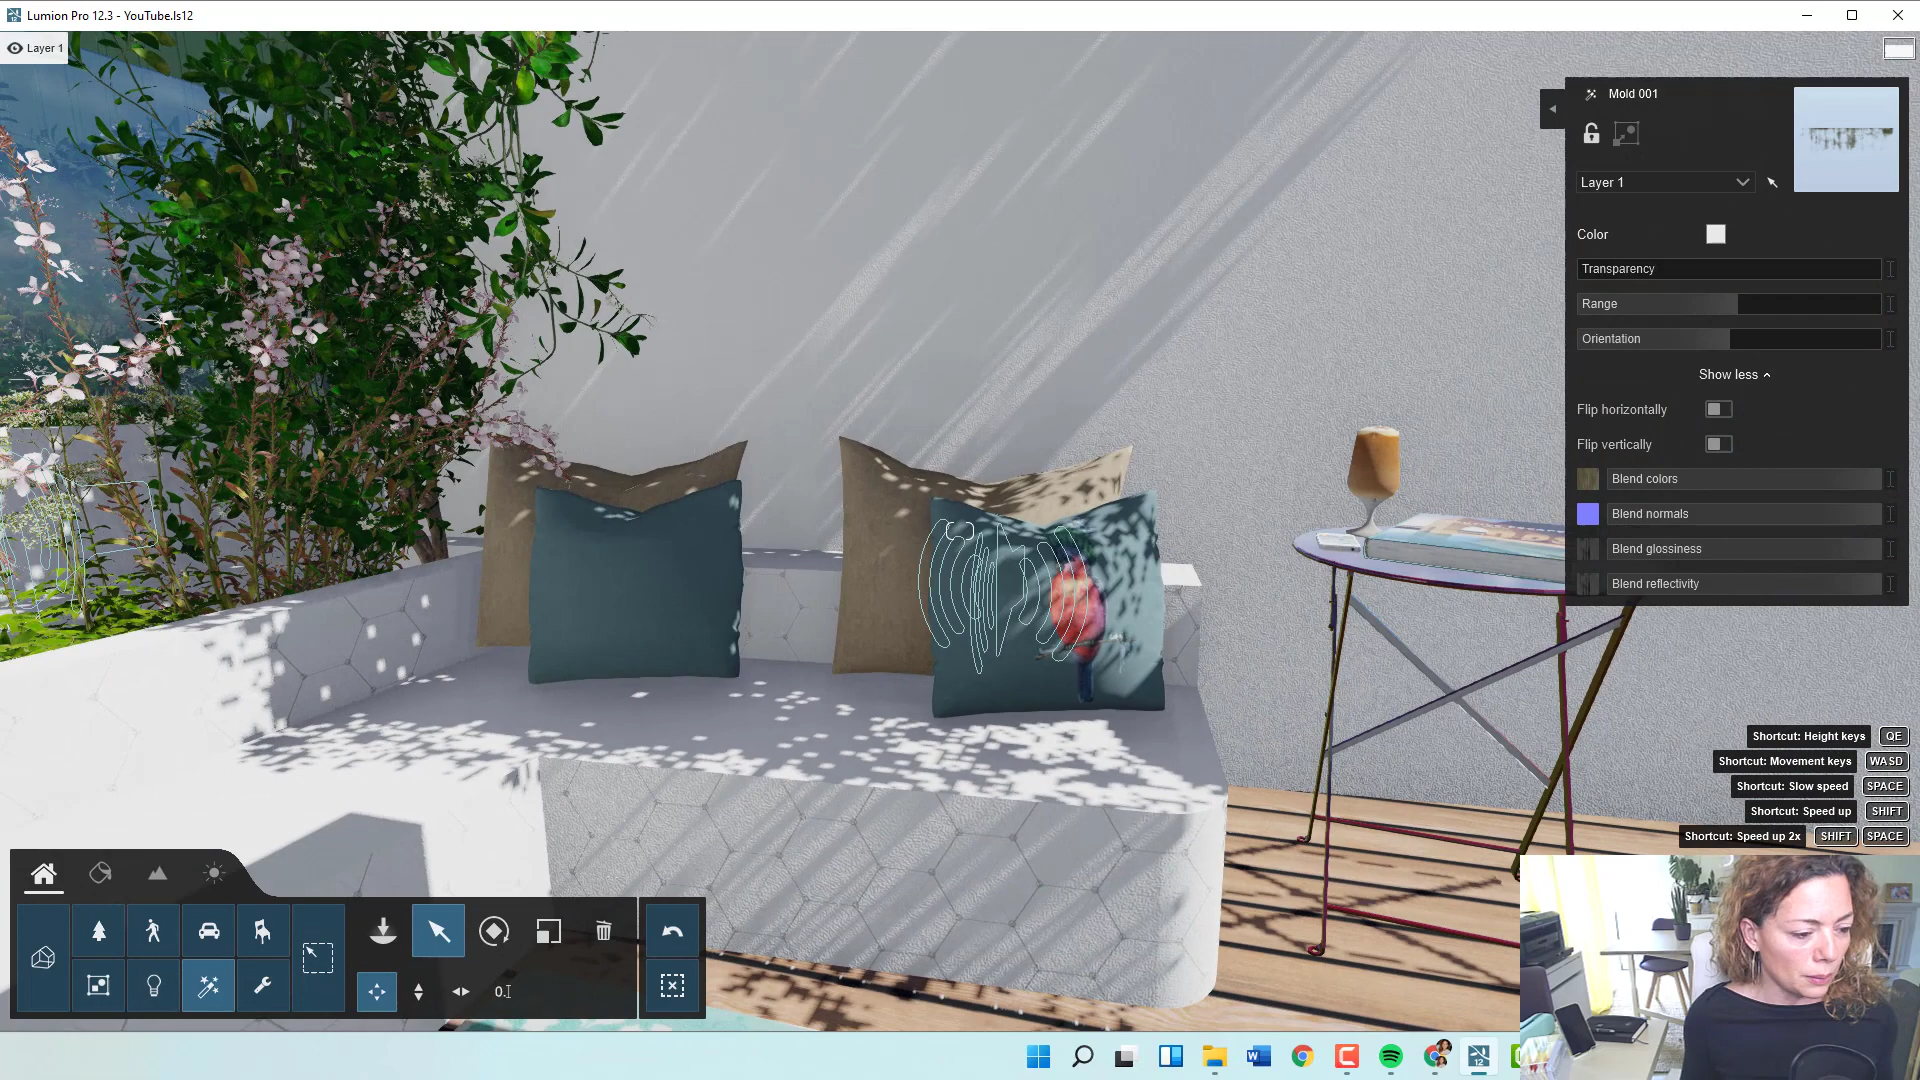 Lumion Pro 12.3 - YouTube.ls12
Layer 1
Mold 001
Layer 1
Color
Transparency
Range
Orientation
Show less
Flip horizontally
Flip vertically
Blend colors
Blend normals
Blend glossiness
Blend reflectivity
Shortcut: Height keys QE
Shortcut: Movement keys WASD
Shortcut: Slow speed SPACE
Shortcut: Speed up SHIFT
Shortcut: Speed up 2x SHIFT SPACE